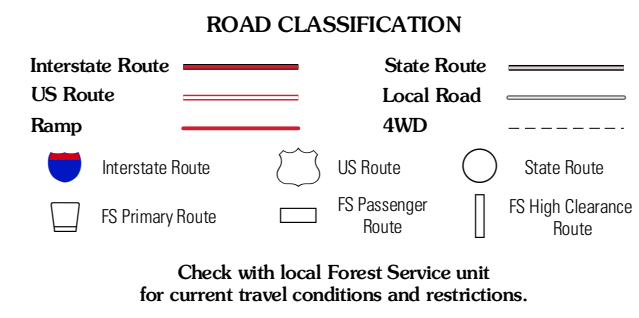 ROAD CLASSIFICATION
Interstate Route
State Route
US Route
Local Road
Ramp
4WD
Interstate Route
US Route
State Route
FS Primary Route
FS Passenger
Route
FS High Clearance
Route
Check with local Forest Service unit
for current travel conditions and restrictions.